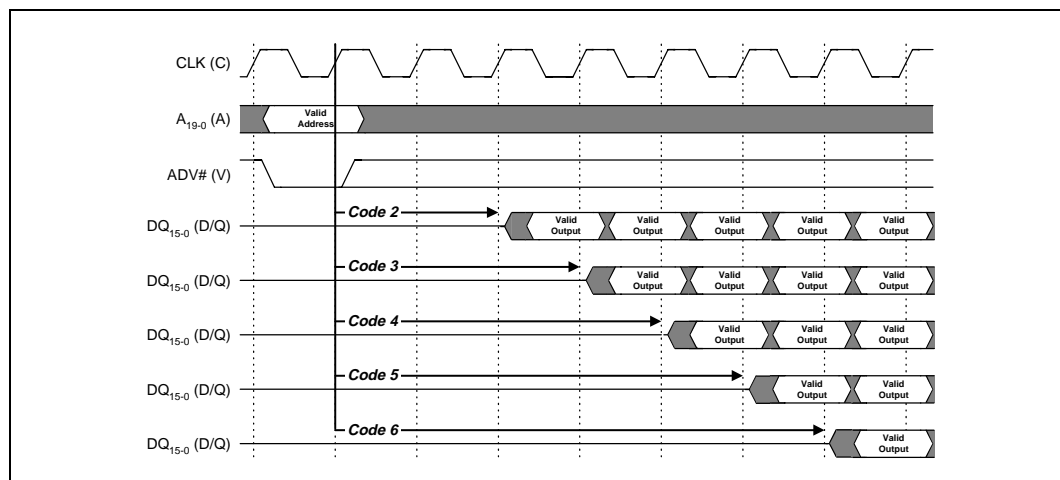 CLK (C)
A19-0 (A)
Valid
Address
ADV# (V)
Code 2
DQ15-0 (D/Q)
Valid
Output
Valid
Output
Valid
Output
Valid
Output
Valid
Output
Code 3
DQ15-0 (D/Q)
Valid
Output
Valid
Output
Valid
Output
Valid
Output
Code 4
DQ15-0 (D/Q)
Valid
Output
Valid
Output
Valid
Output
Code 5
DQ15-0 (D/Q)
Valid
Output
Valid
Output
Code 6
DQ15-0 (D/Q)
Valid
Output